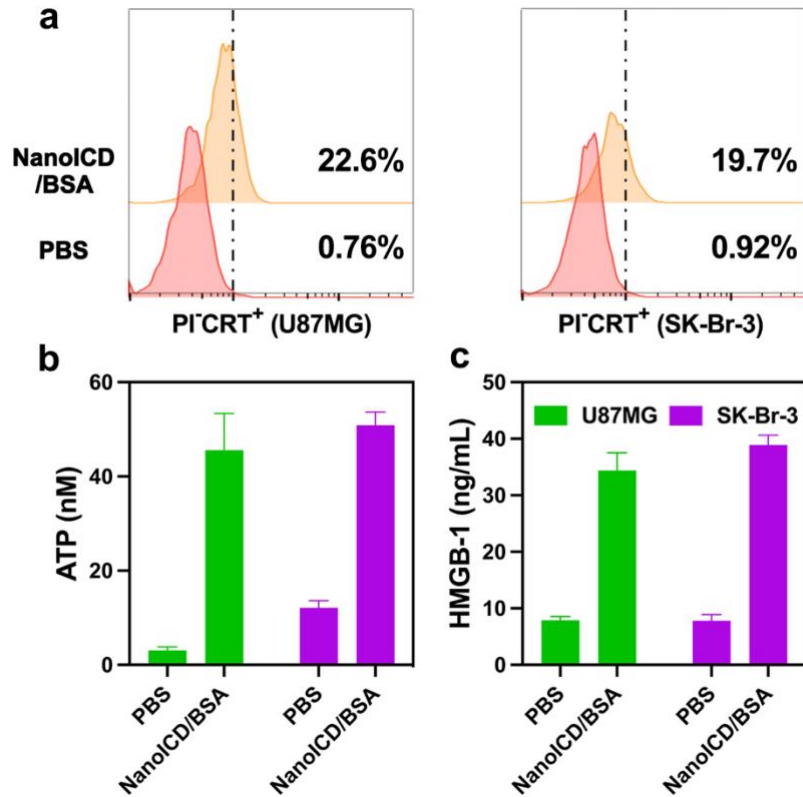 a
NanoICD
/BSA
22.6%
19.7%
PBS
0.76%
0.92%
PI⁻CRT⁺ (U87MG)
PI⁻CRT⁺ (SK-Br-3)
b
60
40
20
0
ATP (nM)
PBS
NanoICD/BSA
PBS
NanoICD/BSA
c
50
40
30
20
10
0
HMGB-1 (ng/mL)
U87MG
SK-Br-3
PBS
NanoICD/BSA
PBS
NanoICD/BSA